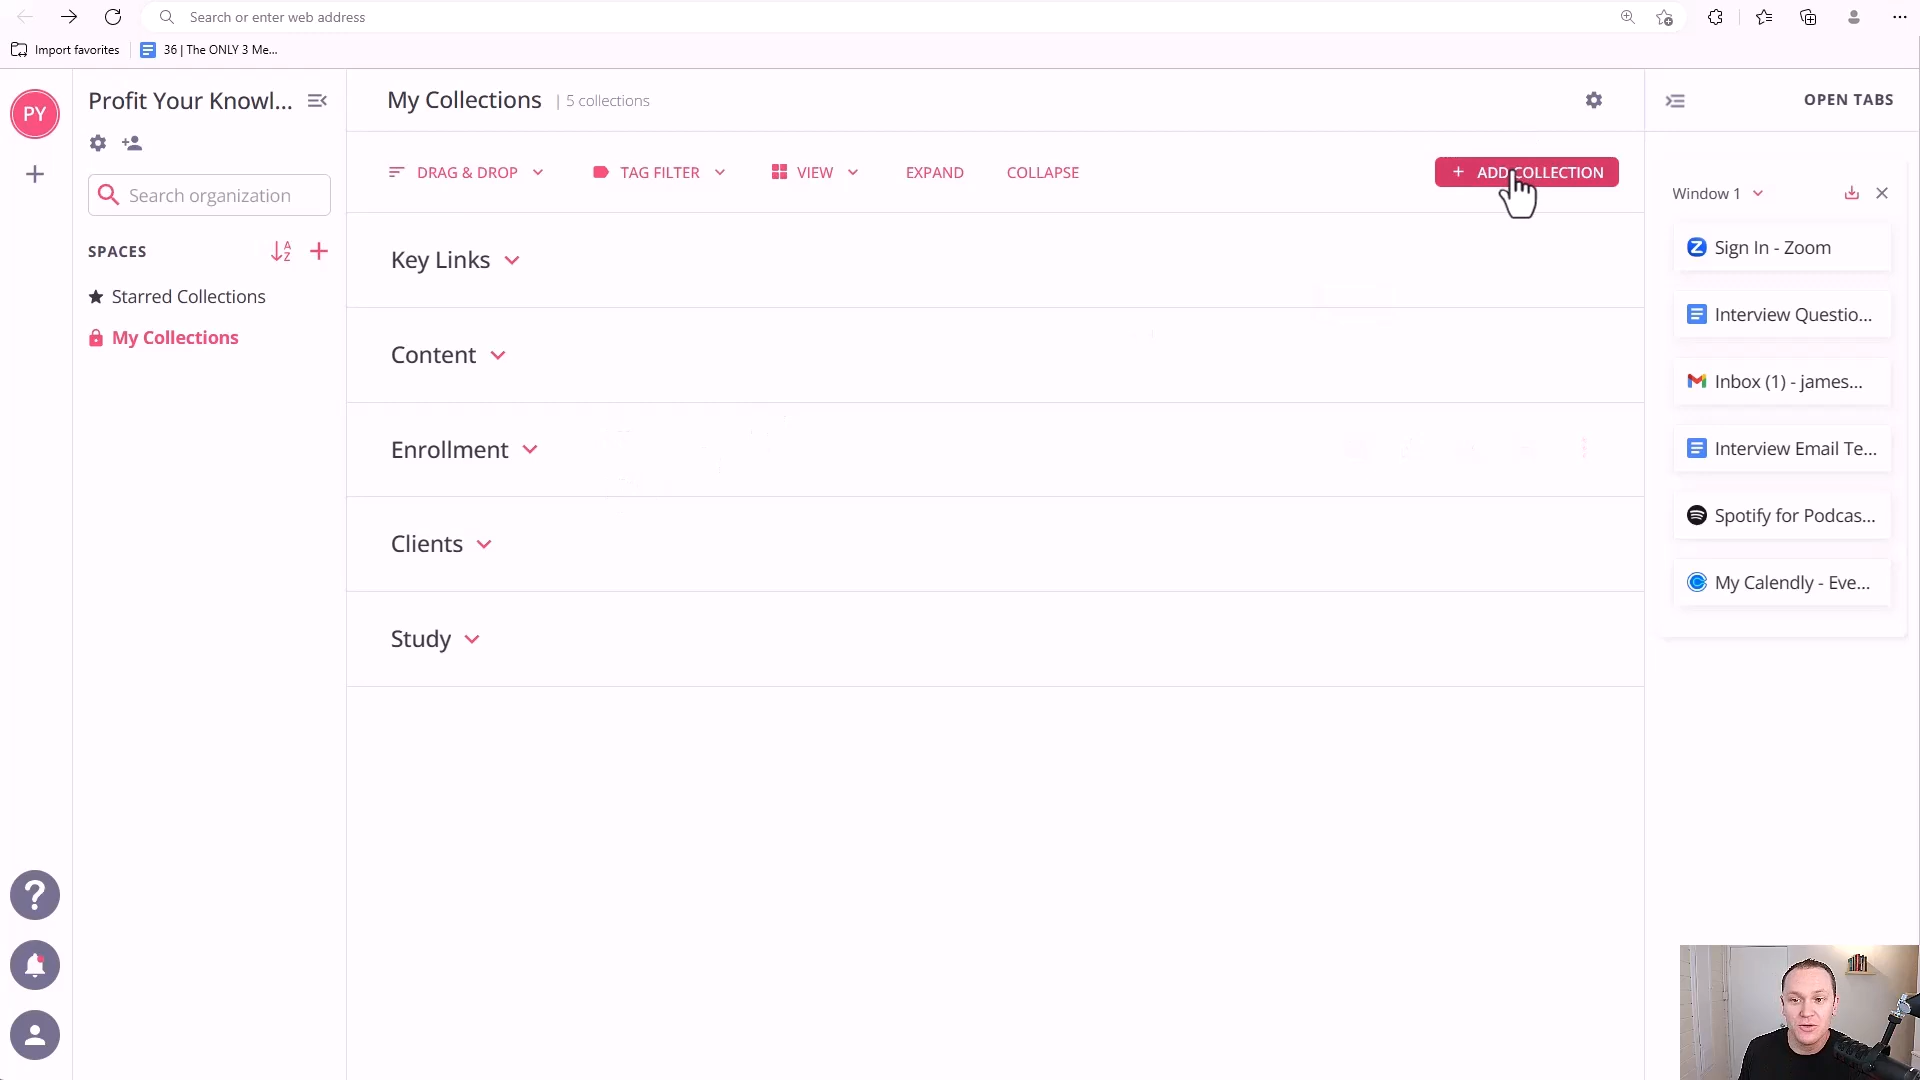 Search or enter web address
Import favorites
36 | The ONLY 3 Me...
PY
Profit Your Knowl...
Search organization
SPACES
Starred Collections
My Collections
My Collections | 5 collections
DRAG & DROP
TAG FILTER
VIEW
EXPAND
COLLAPSE
+ ADD COLLECTION
Key Links
Content
Enrollment
Clients
Study
OPEN TABS
Window 1
Sign In - Zoom
Interview Questio...
Inbox (1) - james...
Interview Email Te...
Spotify for Podcas...
My Calendly - Eve...